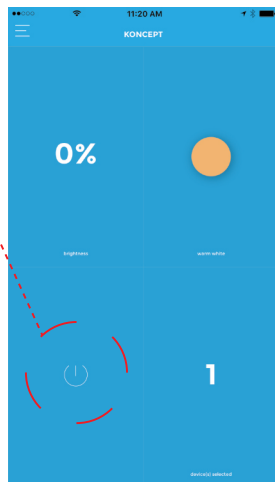 11:20 AM
KONCEPT
0%
brightness
warm white
1
device(s) selected